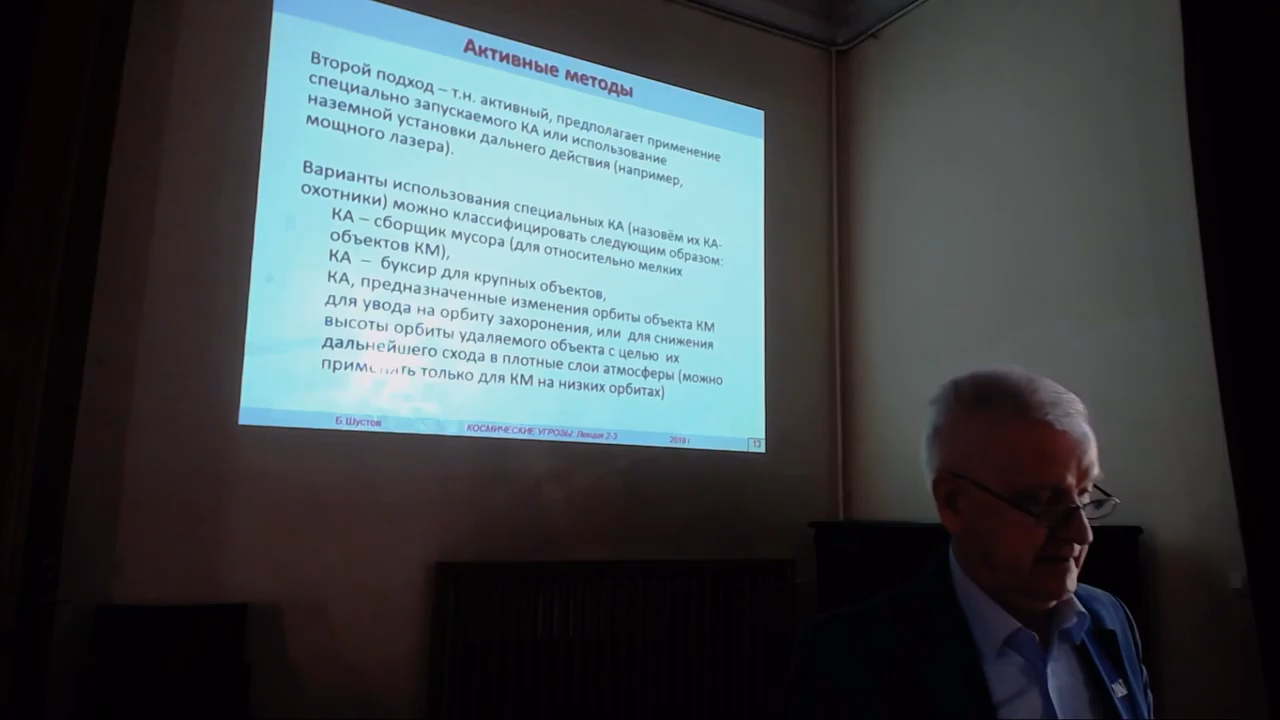 Активные методы
Второй подход – т.н. активный, предполагает применение
специально запускаемого КА или использование
наземной установки дальнего действия (например,
мощного лазера).
Варианты использования специальных КА (назовём их КА-
охотники) можно классифицировать следующим образом:
КА – сборщик мусора (для относительно мелких
объектов КМ),
КА – буксир для крупных объектов,
КА, предназначенные изменения орбиты объекта КМ
для увода на орбиту захоронения, или для снижения
высоты орбиты удаляемого объекта с целью их
дальнейшего схода в плотные слои атмосферы (можно
применять только для КМ на низких орбитах)
Б.Шустов КОСМИЧЕСКИЕ УГРОЗЫ: Лекция 2-3 2019 г. 13